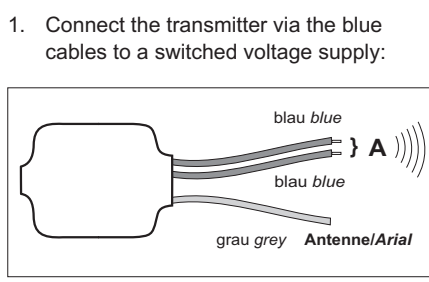 1. Connect the transmitter via the blue
cables to a switched voltage supply:
blau blue
} A
blau blue
grau grey Antenne/Arial